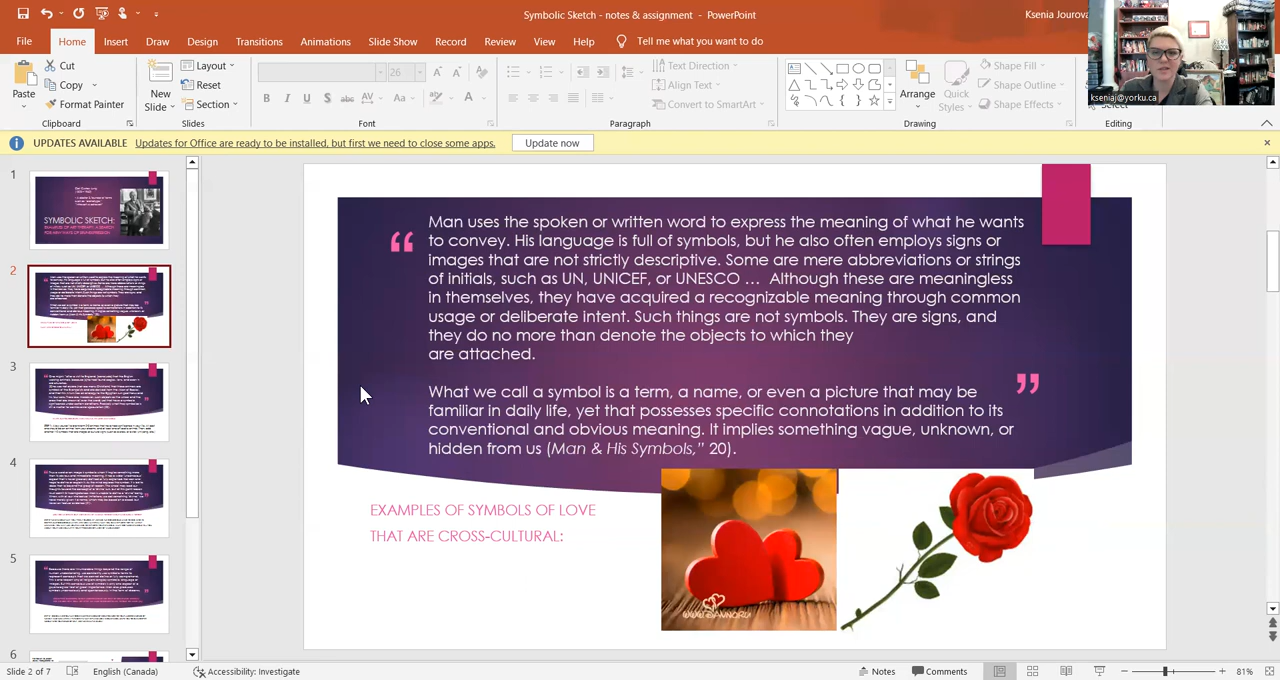 Symbolic Sketch - notes & assignment - PowerPoint
Ksenia Jourova
File Home Insert Draw Design Transitions Animations Slide Show Record Review View Help Tell me what you want to do
kseniaj@yorku.ca
Paste
Cut
Copy
Format Painter
Clipboard
New Slide
Layout
Reset
Section
Slides
26
B I U S abc AV Aa A
Font
Text Direction
Align Text
Convert to SmartArt
Paragraph
Arrange
Quick Styles
Shape Fill
Shape Outline
Shape Effects
Drawing
Select
Editing
UPDATES AVAILABLE Updates for Office are ready to be installed, but first we need to close some apps. Update now
1
SYMBOLIC SKETCH:
2
3
4
5
6
“ Man uses the spoken or written word to express the meaning of what he wants
to convey. His language is full of symbols, but he also often employs signs or
images that are not strictly descriptive. Some are mere abbreviations or strings
of initials, such as UN, UNICEF, or UNESCO … Although these are meaningless
in themselves, they have acquired a recognizable meaning through common
usage or deliberate intent. Such things are not symbols. They are signs, and
they do no more than denote the objects to which they
are attached.
What we call a symbol is a term, a name, or even a picture that may be ”
familiar in daily life, yet that possesses specific connotations in addition to its
conventional and obvious meaning. It implies something vague, unknown, or
hidden from us (Man & His Symbols,” 20).
EXAMPLES OF SYMBOLS OF LOVE
THAT ARE CROSS-CULTURAL:
Slide 2 of 7 English (Canada) Accessibility: Investigate Notes Comments 81%